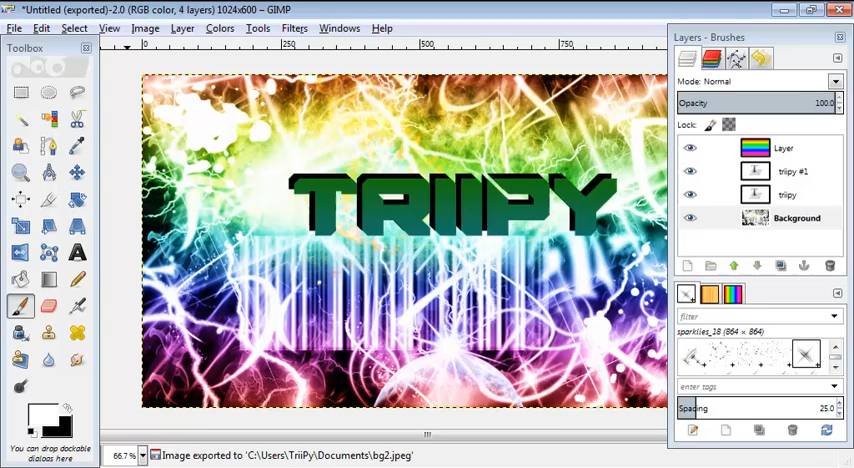 *Untitled (exported)-2.0 (RGB color, 4 layers) 1024x600 – GIMP
File Edit Select View Image Layer Colors Tools Filters Windows Help
Toolbox
0 250 500 750
Layers - Brushes
Mode: Normal
Opacity 100.0
Lock:
Layer
triipy #1
triipy
Background
TRIIPY
filter
sparklies_18 (864 × 864)
enter tags
Spacing 25.0
You can drop dockable dialogs here
66.7 %
Image exported to 'C:\Users\TriiPy\Documents\bg2.jpeg'